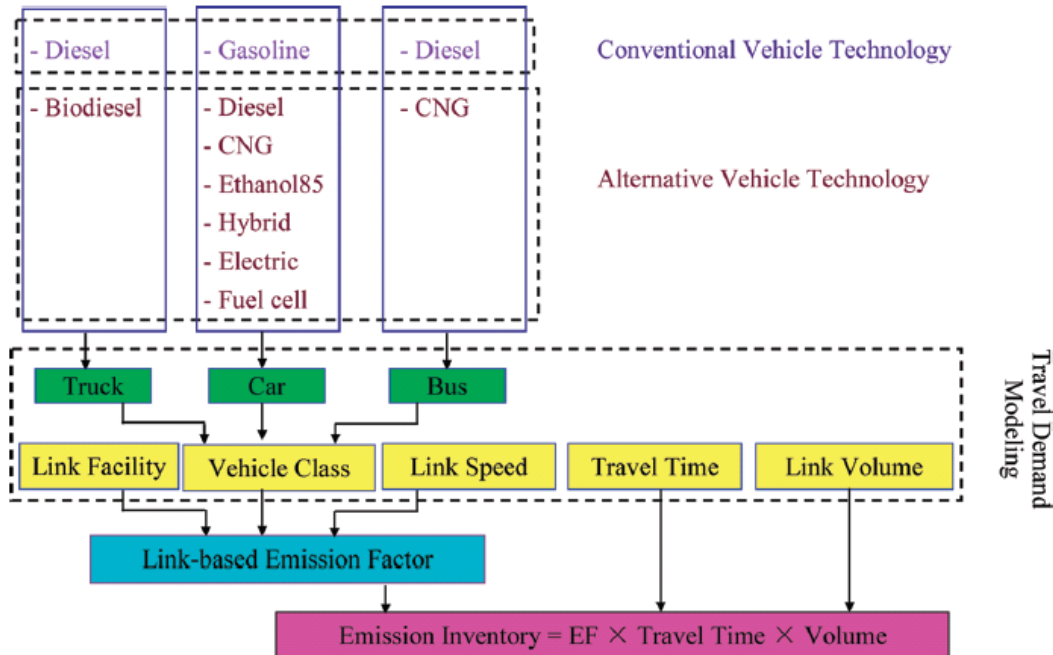 - Diesel
- Gasoline
- Diesel
Conventional Vehicle Technology
- Biodiesel
- Diesel
- CNG
- Ethanol85
- Hybrid
- Electric
- Fuel cell
- CNG
Alternative Vehicle Technology
Truck
Car
Bus
Travel Demand
Modeling
Link Facility
Vehicle Class
Link Speed
Travel Time
Link Volume
Link-based Emission Factor
Emission Inventory = EF × Travel Time × Volume